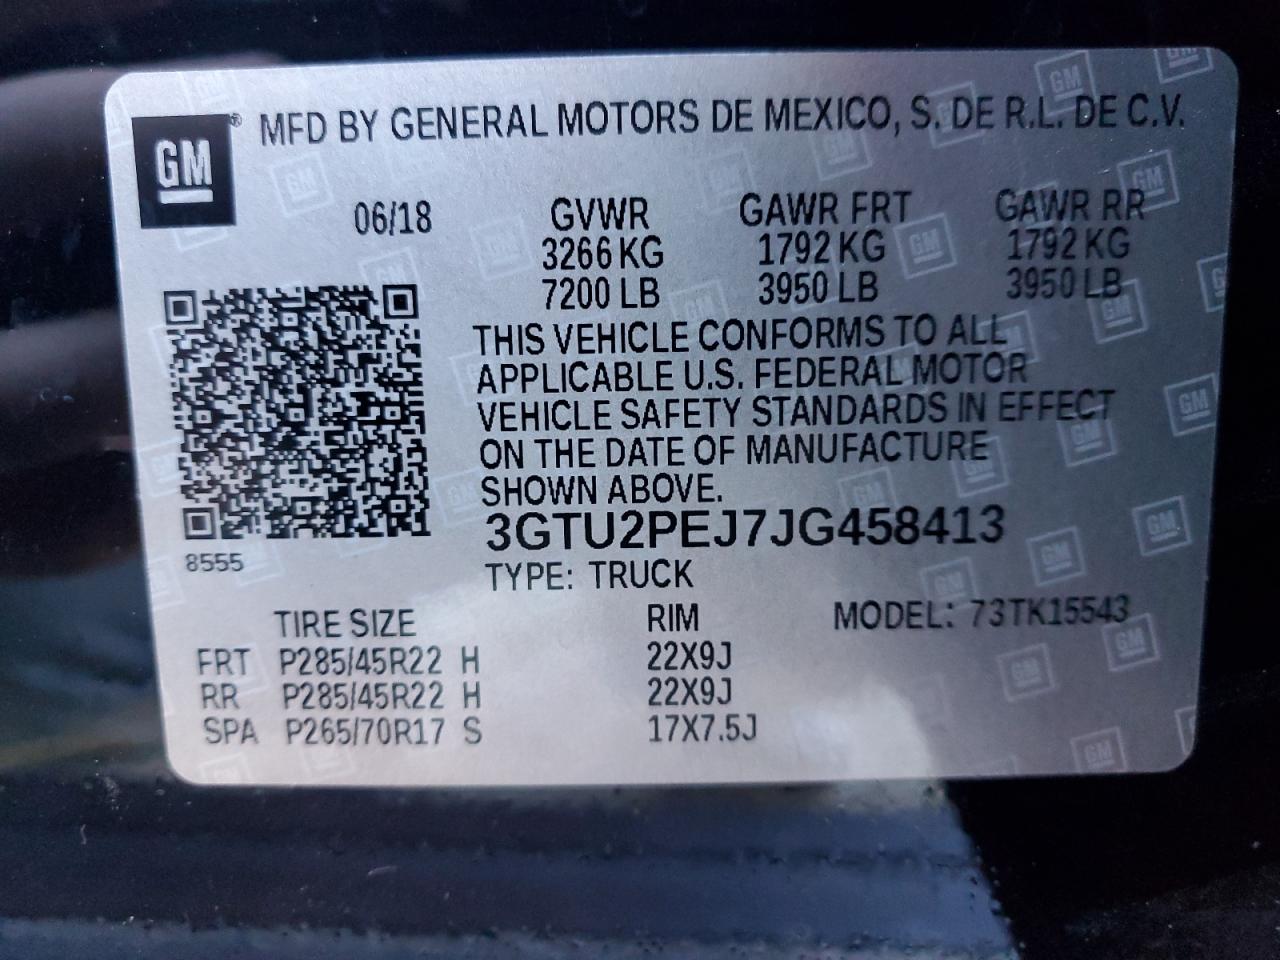 GM® MFD BY GENERAL MOTORS DE MEXICO, S. DE R.L. DE C.V.
06/18 GVWR GAWR FRT GAWR RR
3266 KG 1792 KG 1792 KG
7200 LB 3950 LB 3950 LB
THIS VEHICLE CONFORMS TO ALL
APPLICABLE U.S. FEDERAL MOTOR
VEHICLE SAFETY STANDARDS IN EFFECT
ON THE DATE OF MANUFACTURE
SHOWN ABOVE.
3GTU2PEJ7JG458413
8555
TYPE: TRUCK
TIRE SIZE RIM MODEL: 73TK15543
FRT P285/45R22 H 22X9J
RR P285/45R22 H 22X9J
SPA P265/70R17 S 17X7.5J